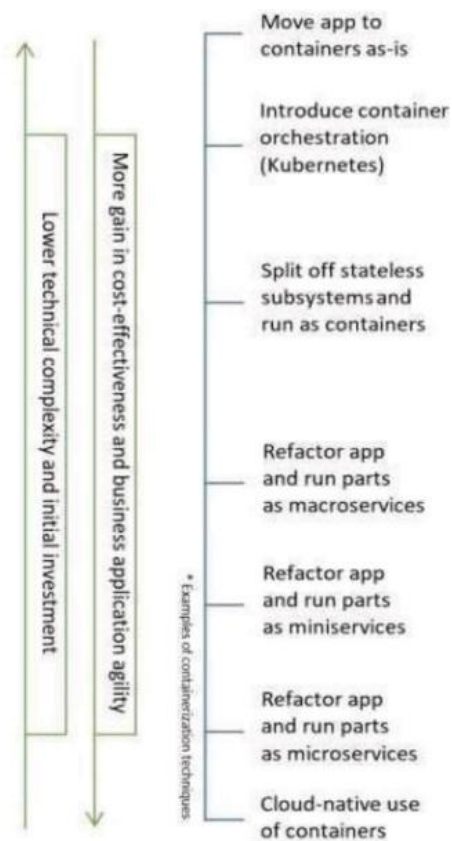 Move app to
containers as-is
Introduce container
orchestration
(Kubernetes)
Split off stateless
subsystems and
run as containers
Refactor app
and run parts
as macroservices
Refactor app
and run parts
as miniservices
Refactor app
and run parts
as microservices
Cloud-native use
of containers
Lower technical complexity and initial investment
More gain in cost-effectiveness and business application agility
* Examples of containerization techniques